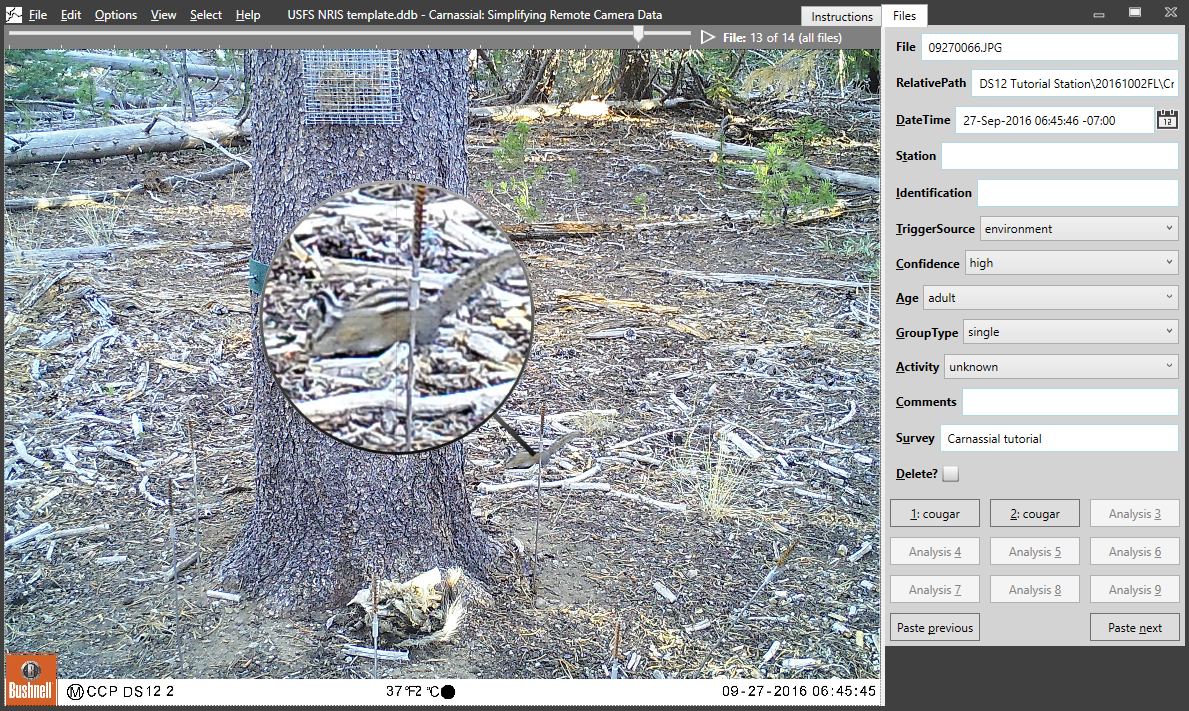 File Edit Options View Select Help USFS NRIS template.ddb - Carnassial: Simplifying Remote Camera Data Instructions Files
File: 13 of 14 (all files)
File 09270066.JPG
RelativePath DS12 Tutorial Station\20161002FL\Cr
DateTime 27-Sep-2016 06:45:46 -07:00 12
Station
Identification
TriggerSource environment
Confidence high
Age adult
GroupType single
Activity unknown
Comments
Survey Carnassial tutorial
Delete?
1: cougar 2: cougar Analysis 3
Analysis 4 Analysis 5 Analysis 6
Analysis 7 Analysis 8 Analysis 9
Paste previous Paste next
Bushnell M CCP DS12 2 37°F2°C 09-27-2016 06:45:45